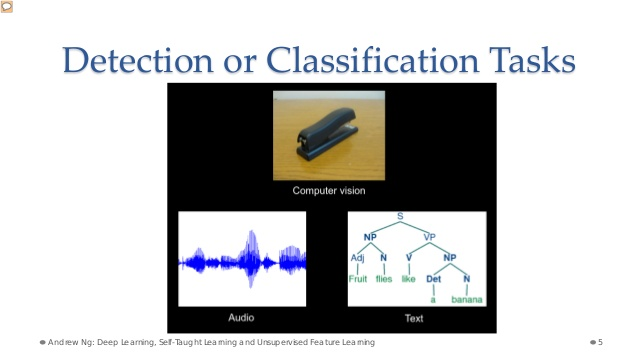 Detection or Classification Tasks
Computer vision
S
NP VP
Adj N V NP
Fruit flies like Det N
a banana
Audio
Text
Andrew Ng: Deep Learning, Self-Taught Learning and Unsupervised Feature Learning
5